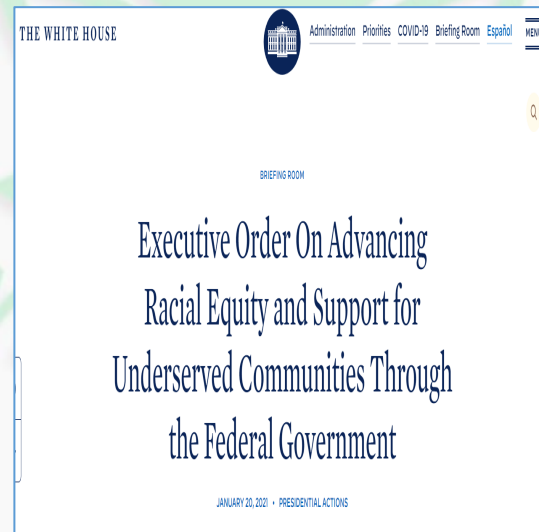 THE WHITE HOUSE
Administration Priorities COVID-19 Briefing Room Español MENU
BRIEFING ROOM
Executive Order On Advancing
Racial Equity and Support for
Underserved Communities Through
the Federal Government
JANUARY 20, 2021 • PRESIDENTIAL ACTIONS